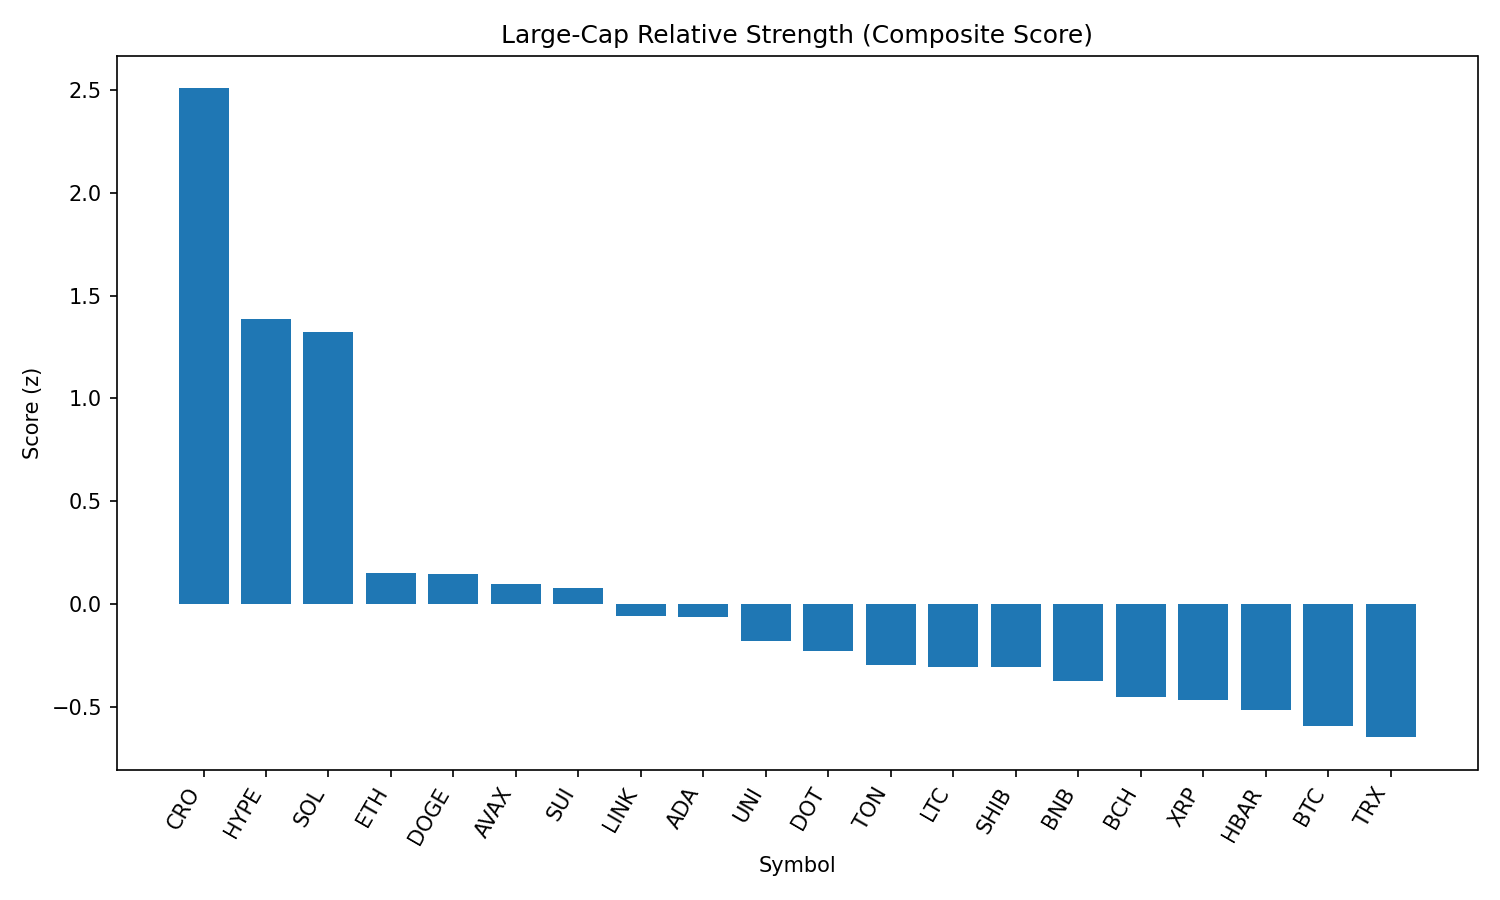 Large-Cap Relative Strength (Composite Score)
Score (z)
2.5
2.0
1.5
1.0
0.5
0.0
−0.5
CRO
HYPE
SOL
ETH
DOGE
AVAX
SUI
LINK
ADA
UNI
DOT
TON
LTC
SHIB
BNB
BCH
XRP
HBAR
BTC
TRX
Symbol